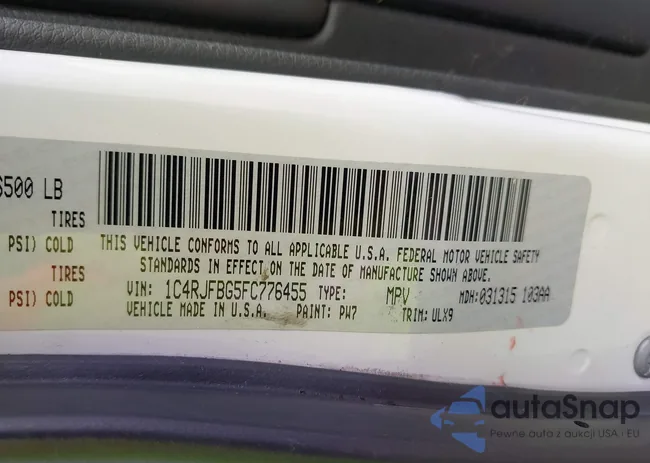 6500 LB
TIRES
PSI) COLD
TIRES
PSI) COLD
THIS VEHICLE CONFORMS TO ALL APPLICABLE U.S.A. FEDERAL MOTOR VEHICLE SAFETY
STANDARDS IN EFFECT ON THE DATE OF MANUFACTURE SHOWN ABOVE.
VIN: 1C4RJFBG5FC776455 TYPE: MPV MDH: 031315 103AA
VEHICLE MADE IN U.S.A. PAINT: PW7 TRIM: ULX9
autaSnap
Pewne auta z aukcji USA i EU